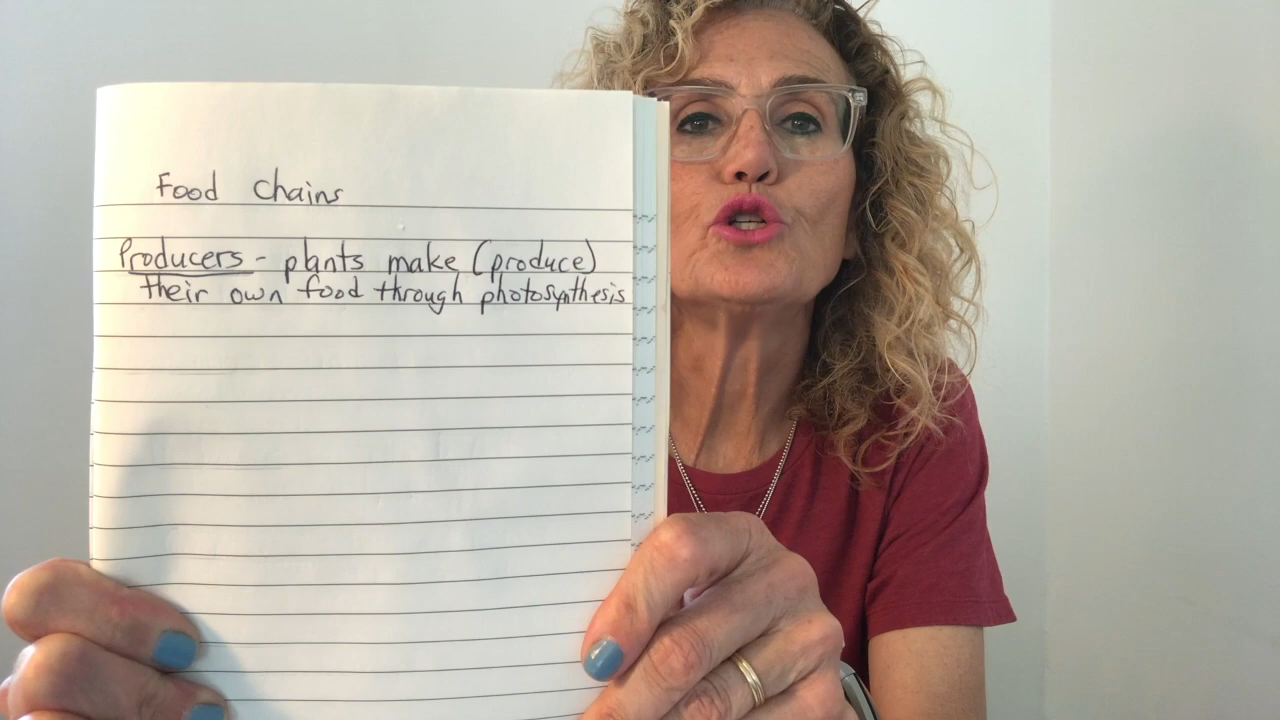 Food Chains
Producers - plants make (produce)
their own food through photosynthesis